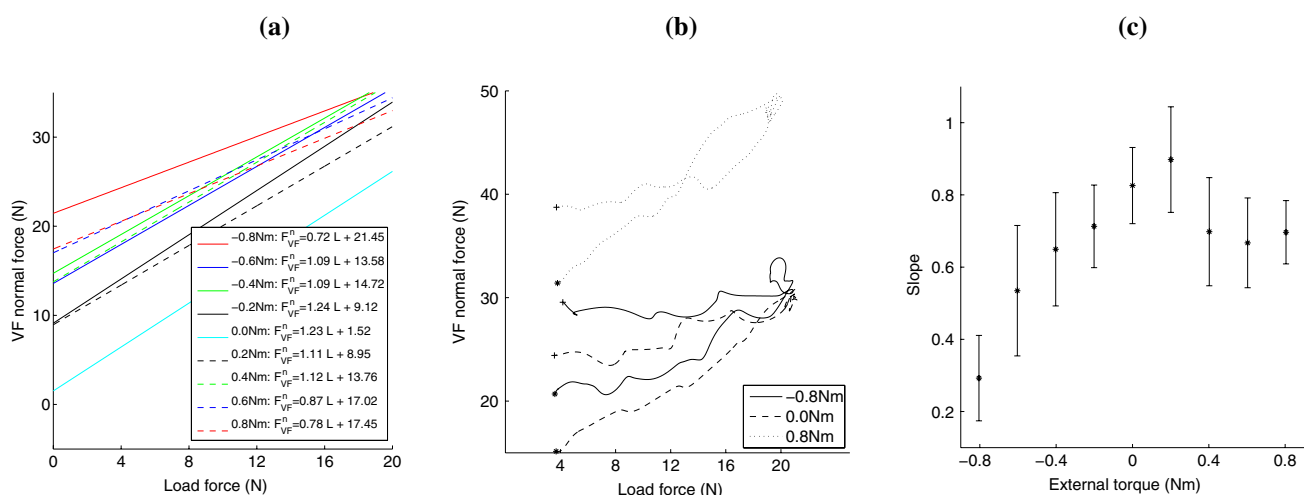 (a)
VF normal force (N)
30
20
10
0
0 4 8 12 16 20
Load force (N)
−0.8Nm: F^n_VF=0.72 L + 21.45
−0.6Nm: F^n_VF=1.09 L + 13.58
−0.4Nm: F^n_VF=1.09 L + 14.72
−0.2Nm: F^n_VF=1.24 L + 9.12
0.0Nm: F^n_VF=1.23 L + 1.52
0.2Nm: F^n_VF=1.11 L + 8.95
0.4Nm: F^n_VF=1.12 L + 13.76
0.6Nm: F^n_VF=0.87 L + 17.02
0.8Nm: F^n_VF=0.78 L + 17.45
(b)
VF normal force (N)
50
40
30
20
4 8 12 16 20
Load force (N)
−0.8Nm
0.0Nm
0.8Nm
(c)
Slope
1
0.8
0.6
0.4
0.2
−0.8 −0.4 0 0.4 0.8
External torque (Nm)